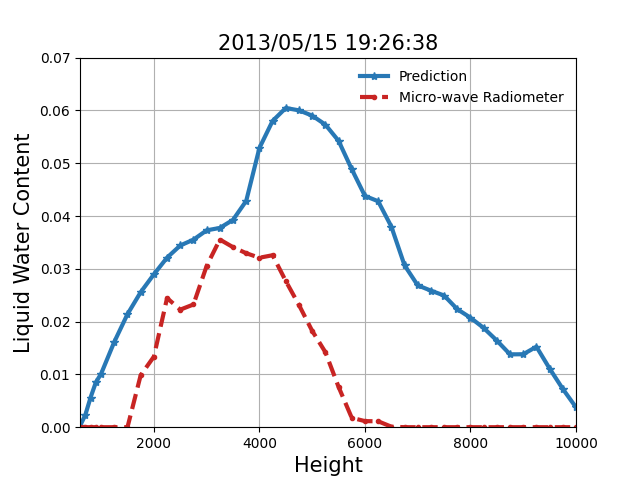 2013/05/15 19:26:38
Prediction
Micro-wave Radiometer
Liquid Water Content
0.07
0.06
0.05
0.04
0.03
0.02
0.01
0.00
2000 4000 6000 8000 10000
Height